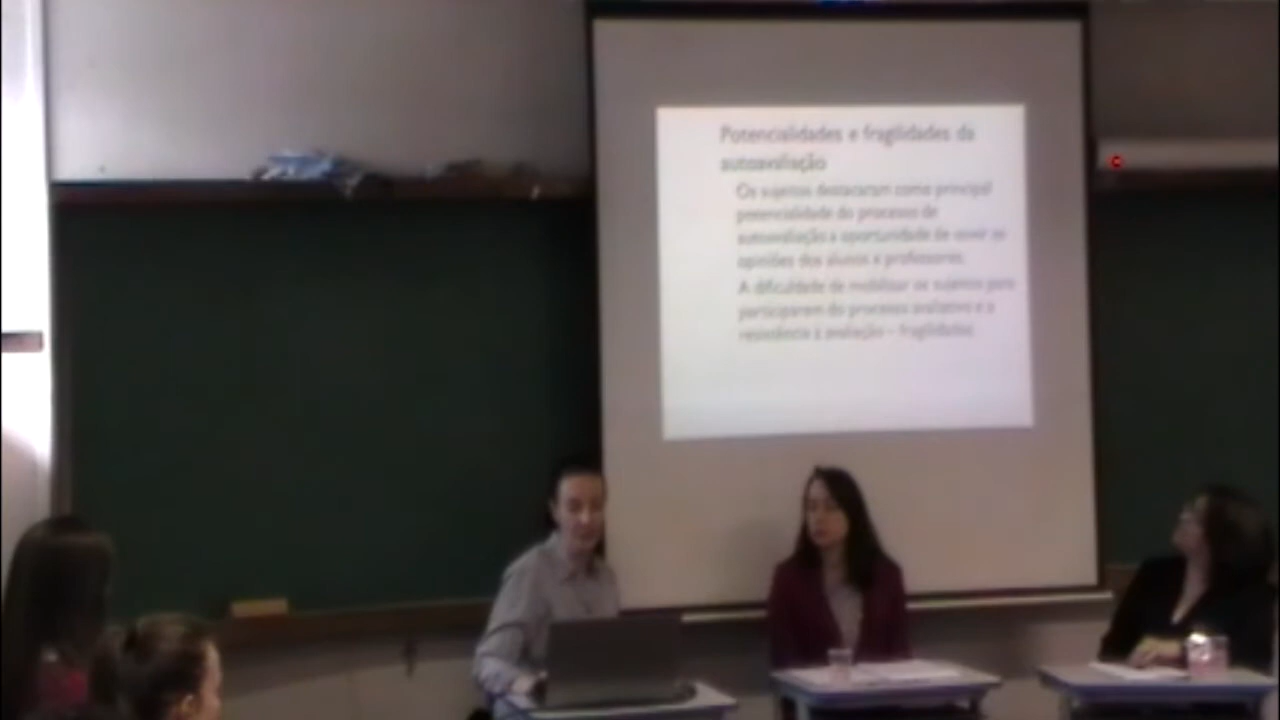 Potencialidades e fragilidades da
autoavaliação
Os sujeitos destacaram como principal
potencialidade do processo de
autoavaliação a oportunidade de ouvir as
opiniões dos alunos e professores.
A dificuldade de mobilizar os sujeitos para
participarem do processo avaliativo e a
resistência à avaliação – fragilidades